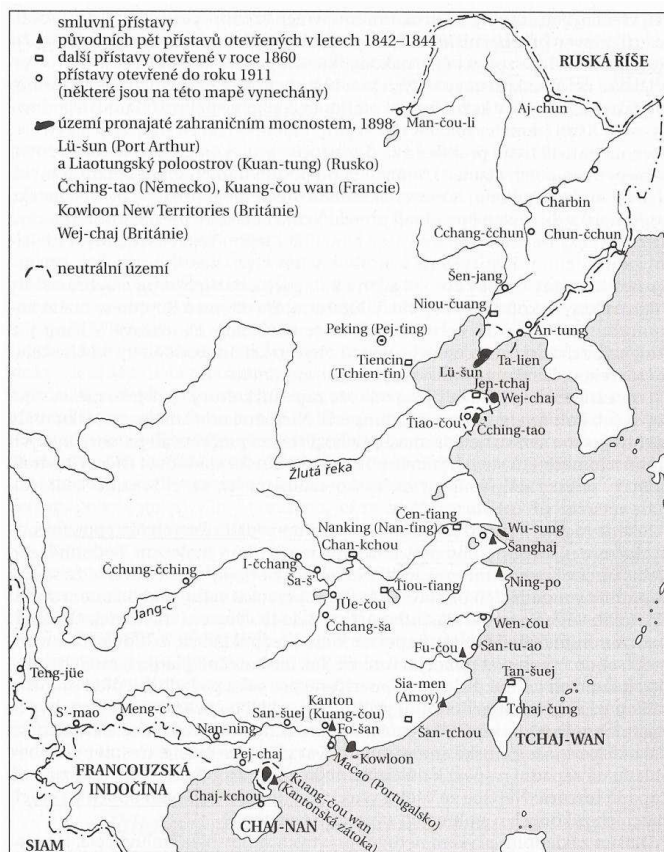 smluvní přístavy
původních pět přístavů otevřených v letech 1842–1844
další přístavy otevřené v roce 1860
přístavy otevřené do roku 1911
(některé jsou na této mapě vynechány)
území pronajaté zahraničním mocnostem, 1898
Lü-šun (Port Arthur)
a Liaotungský poloostrov (Kuan-tung) (Rusko)
Čching-tao (Německo), Kuang-čou wan (Francie)
Kowloon New Territories (Británie)
Wej-chaj (Británie)
neutrální území
RUSKÁ ŘÍŠE
Aj-chun
Man-čou-li
Charbin
Čchang-čchun
Chun-čchun
Šen-jang
Niou-čuang
An-tung
Peking (Pej-ťing)
Ta-lien
Tiencin
(Tchien-ťin)
Lü-šun
Jen-tchaj
Wej-chaj
Tiao-čou
Čching-tao
Žlutá řeka
Čen-ťiang
Nanking (Nan-ťing)
Wu-sung
Chan-kchou
Šanghaj
I-čchang
Čchung-čching
Ša-š'
Ning-po
Tiou-ťiang
JÜe-čou
Jang-c'
Čchang-ša
Wen-čou
Fu-čou
San-tu-ao
Teng-jüe
Sia-men
(Amoy)
Tan-šuej
Kanton
(Kuang-čou)
S'-mao
Meng-c'
San-šuej
Tchaj-čung
Nan-ning
Fo-šan
San-tchou
Pej-chaj
Kowloon
TCHAJ-WAN
FRANCOUZSKÁ
INDOČÍNA
Macao (Portugalsko)
Kuang-čou wan
(Kantonská zátoka)
Chaj-kchou
CHAJ-NAN
SIAM